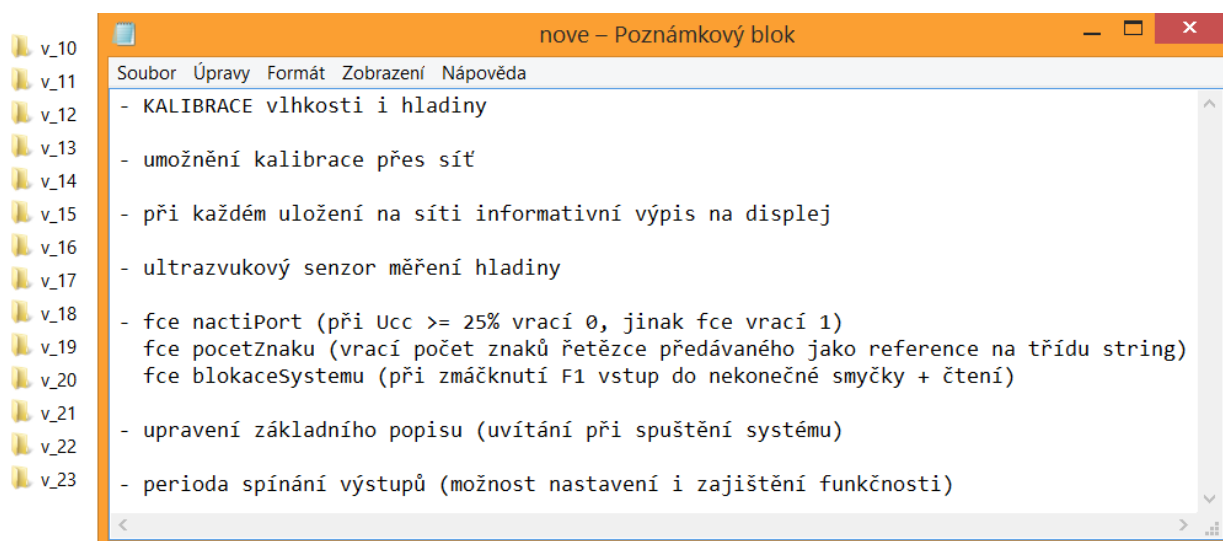 v_10
v_11
v_12
v_13
v_14
v_15
v_16
v_17
v_18
v_19
v_20
v_21
v_22
v_23
nove – Poznámkový blok
Soubor Úpravy Formát Zobrazení Nápověda
- KALIBRACE vlhkosti i hladiny
- umožnění kalibrace přes síť
- při každém uložení na síti informativní výpis na displej
- ultrazvukový senzor měření hladiny
- fce nactiPort (při Ucc >= 25% vrací 0, jinak fce vrací 1)
fce pocetZnaku (vrací počet znaků řetězce předávaného jako reference na třídu string)
fce blokaceSystemu (při zmáčknutí F1 vstup do nekonečné smyčky + čtení)
- upravení základního popisu (uvítání při spuštění systému)
- perioda spínání výstupů (možnost nastavení i zajištění funkčnosti)